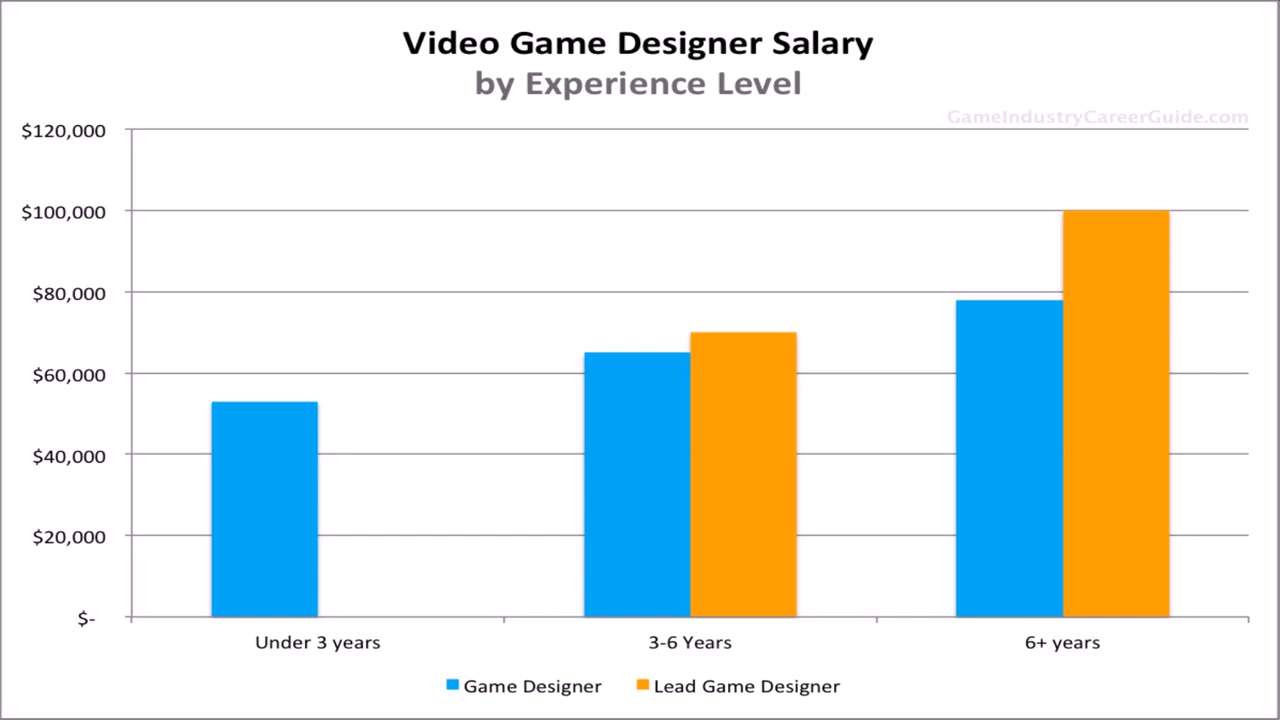 Video Game Designer Salary
by Experience Level
GameIndustryCareerGuide.com
$120,000
$100,000
$80,000
$60,000
$40,000
$20,000
$-
Under 3 years
3-6 Years
6+ years
Game Designer
Lead Game Designer